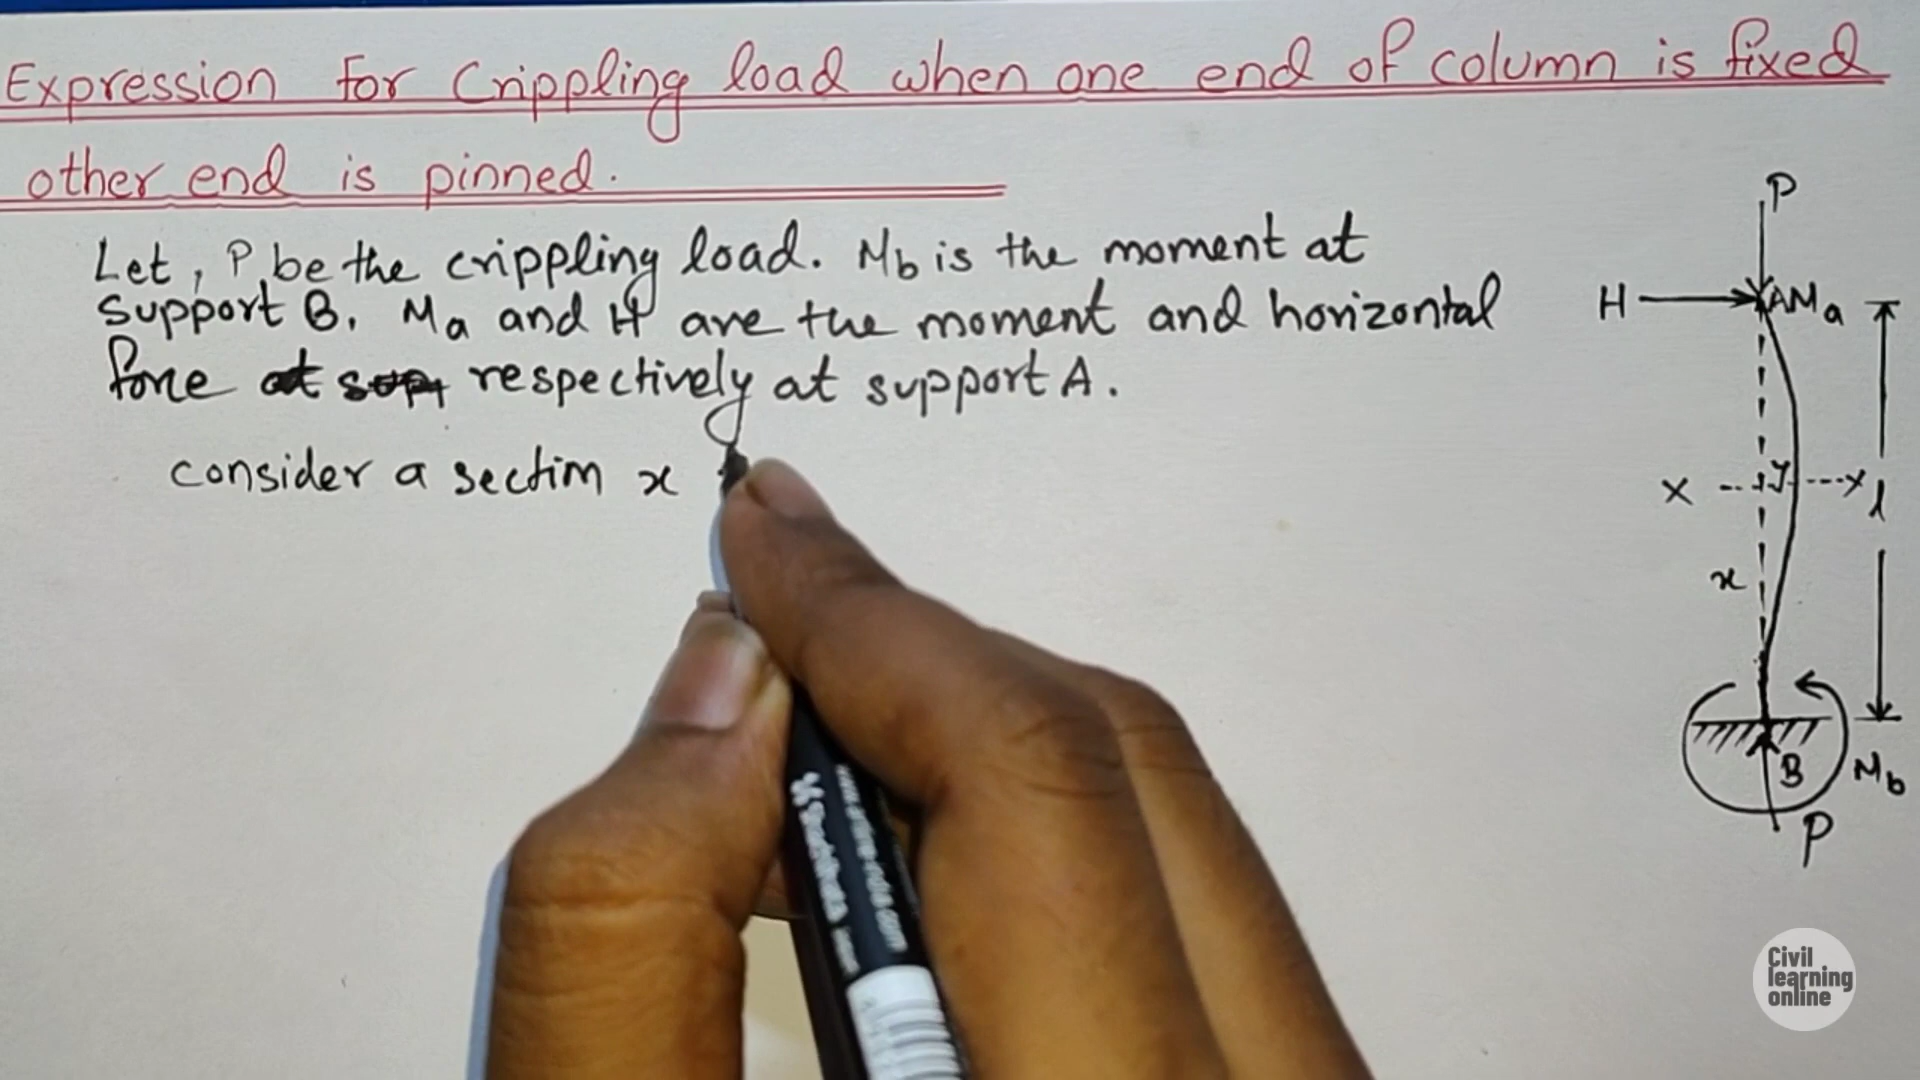 Expression for Crippling load when one end of column is fixed
other end is pinned.
Let, P be the crippling load. Mb is the moment at
support B. Ma and H are the moment and horizontal
force at respectively at support A.
consider a section x
P
H
A Ma
X y x
l
x
B
Mb
P
Civil
learning
online